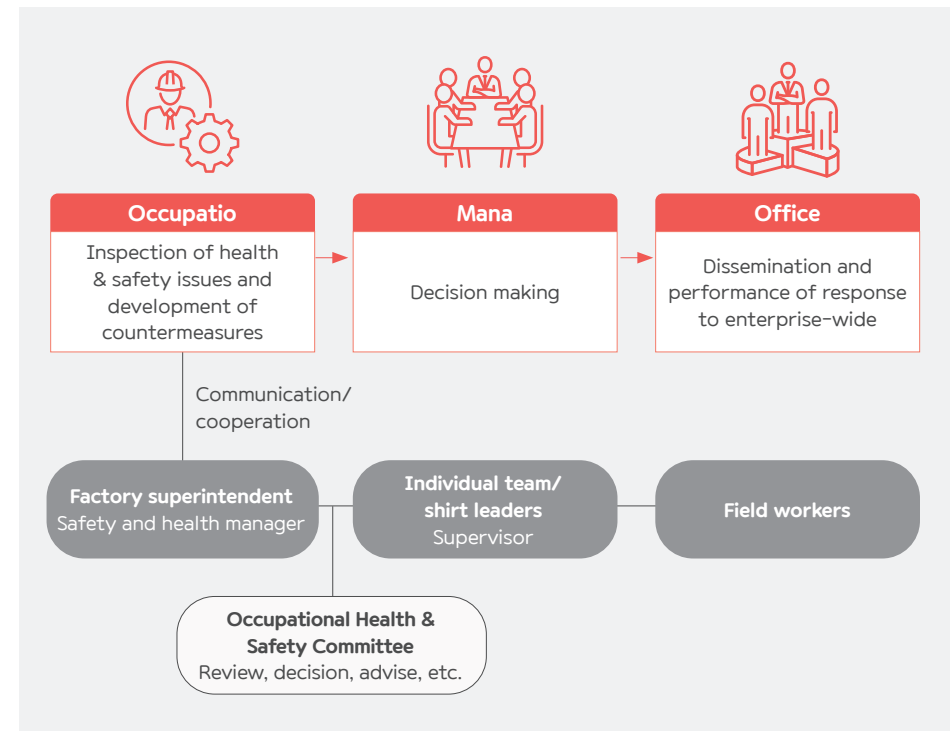 Occupatio
Inspection of health
& safety issues and
development of
countermeasures
Mana
Decision making
Office
Dissemination and
performance of response
to enterprise-wide
Communication/
cooperation
Factory superintendent
Safety and health manager
Individual team/
shirt leaders
Supervisor
Field workers
Occupational Health &
Safety Committee
Review, decision, advise, etc.